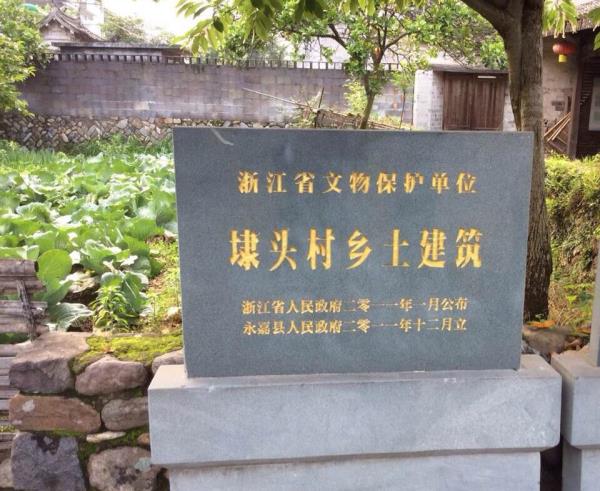 浙江省文物保护单位
埭头村乡土建筑
浙江省人民政府二零一一年一月公布
永嘉县人民政府二零一一年十二月立